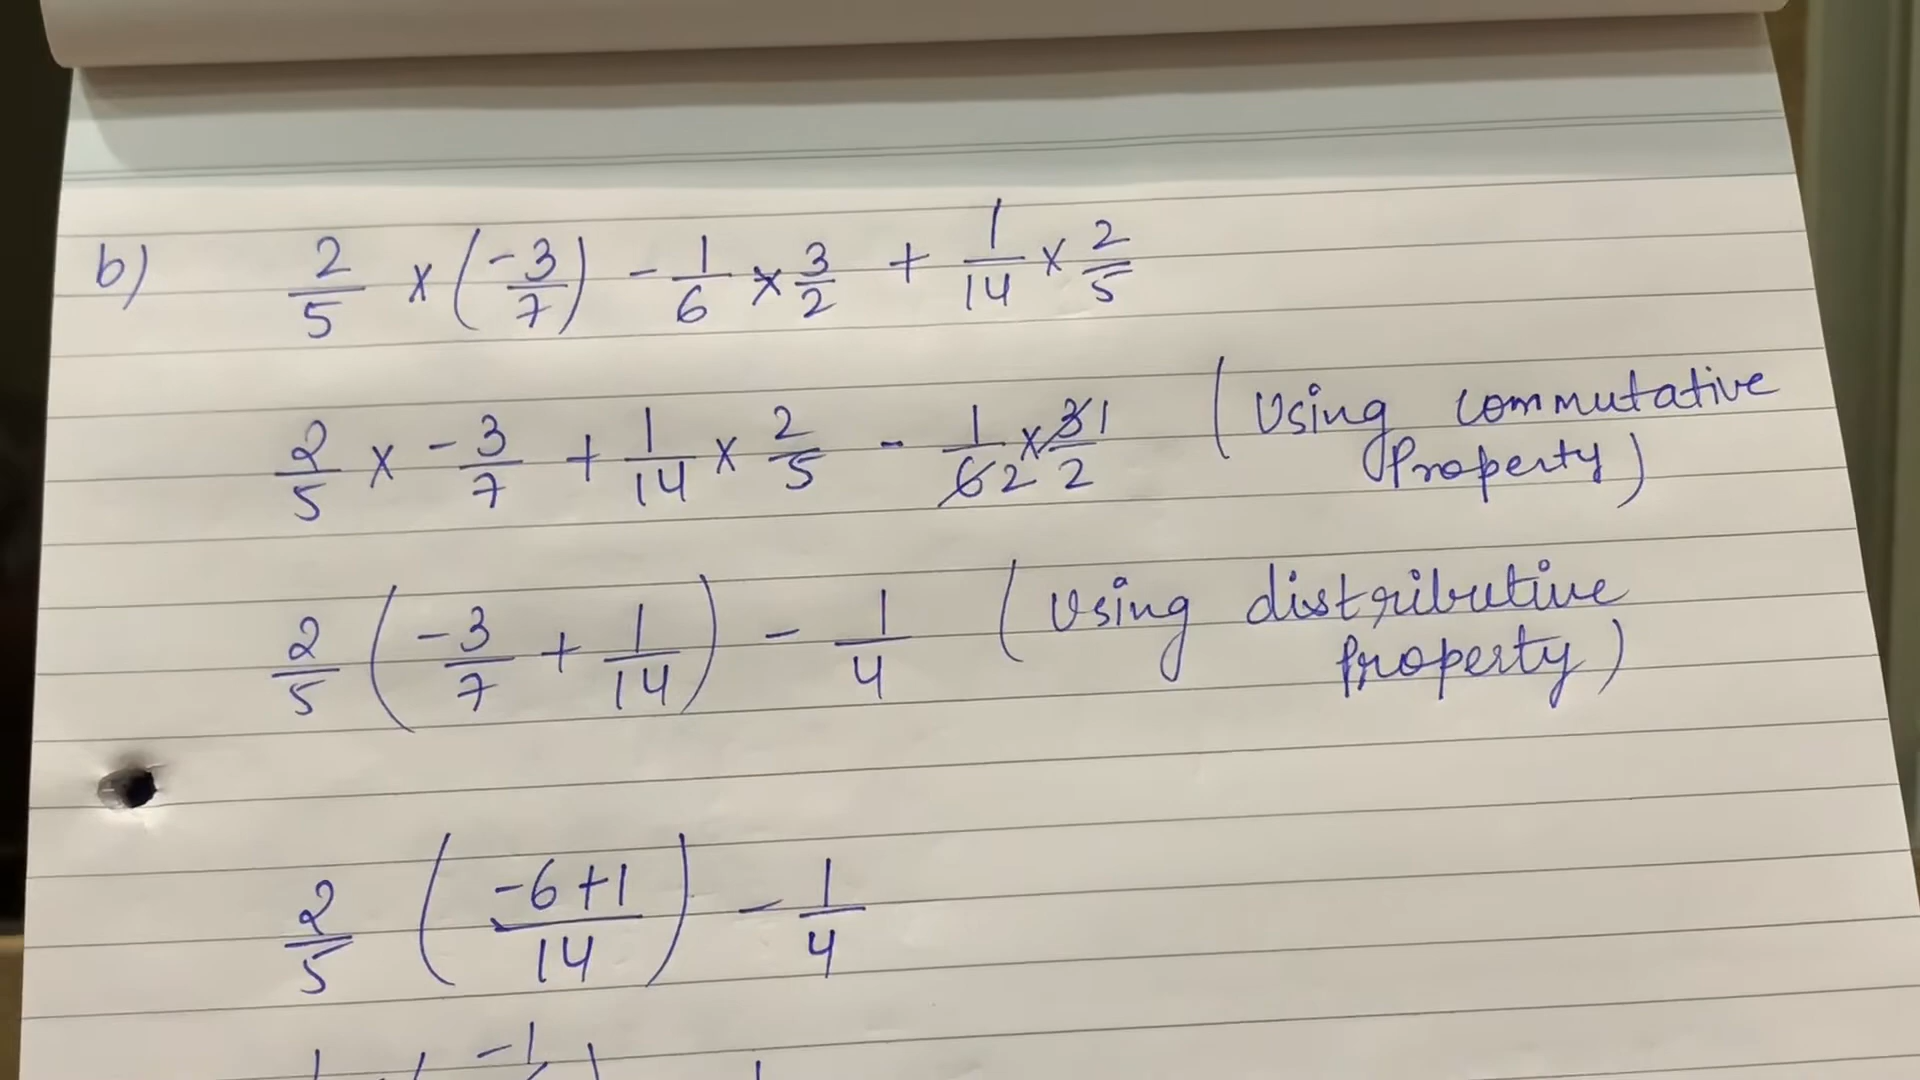 b) 2/5 × (-3/7) - 1/6 × 3/2 + 1/14 × 2/5
2/5 × -3/7 + 1/14 × 2/5 - 1/62 × 31/2 (Using commutative
Property)
2/5 (-3/7 + 1/14) - 1/4 (Using distributive
Property)
2/5 (-6+1/14) - 1/4